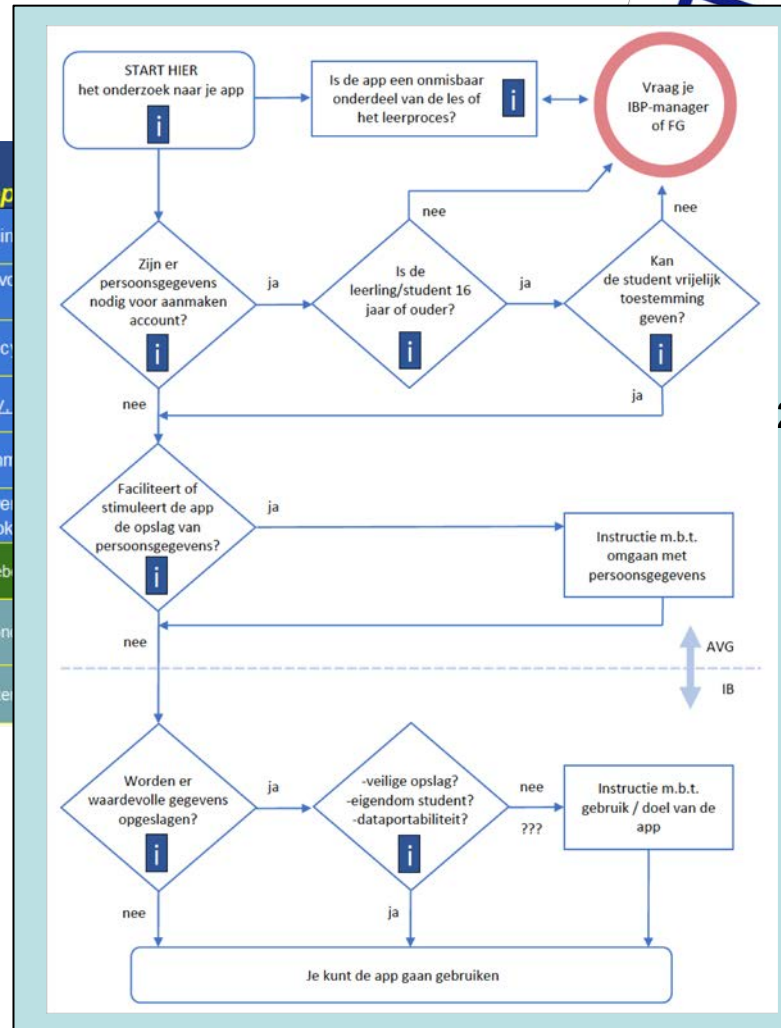 START HIER
het onderzoek naar je app
i
Is de app een onmisbaar
onderdeel van de les of
het leerproces?
i
Vraag je
IBP-manager
of FG
nee
nee
Zijn er
persoonsgegevens
nodig voor aanmaken
account?
i
ja
Is de
leerling/student 16
jaar of ouder?
i
ja
Kan
de student vrijelijk
toestemming
geven?
i
nee
ja
Faciliteert of
stimuleert de app
de opslag van
persoonsgegevens?
i
ja
Instructie m.b.t.
omgaan met
persoonsgegevens
nee
AVG
IB
Worden er
waardevolle gegevens
opgeslagen?
i
ja
-veilige opslag?
-eigendom student?
-dataportabiliteit?
i
nee
???
Instructie m.b.t.
gebruik / doel van de
app
nee
ja
Je kunt de app gaan gebruiken